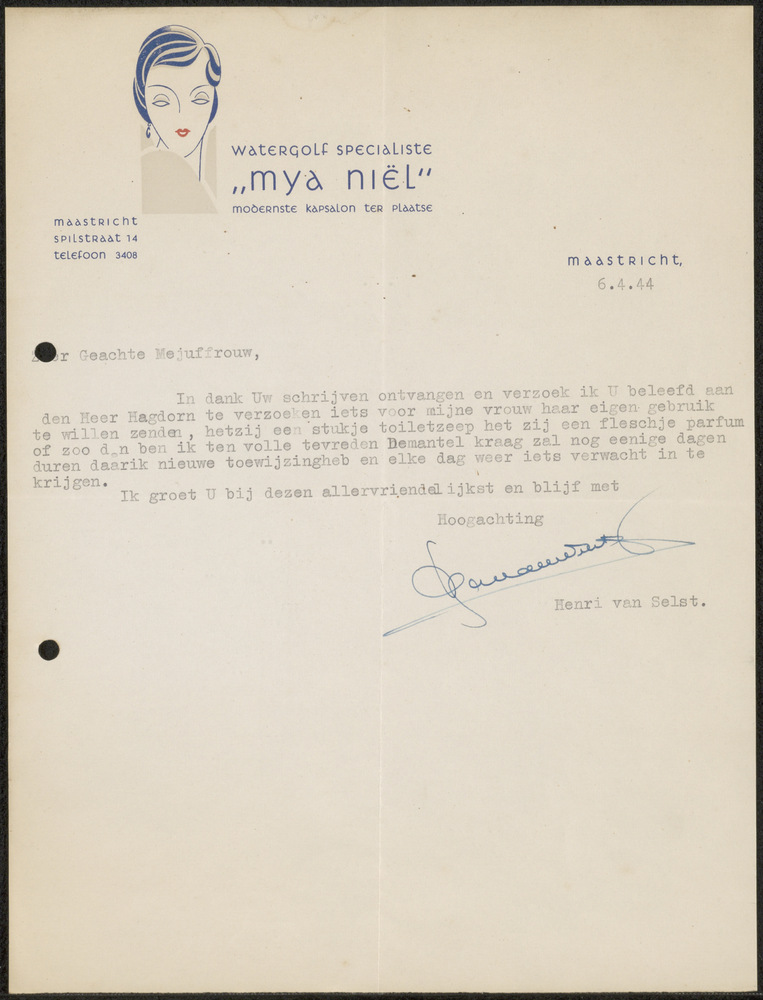 WATERGOLF SPECIALISTE
„MYA NIËL“
MODERNSTE KAPSALON TER PLAATSE
MAASTRICHT
SPILSTRAAT 14
TELEFOON 3408
MAASTRICHT,
6.4.44
Geachte Mejuffrouw,
In dank Uw schrijven ontvangen en verzoek ik U beleefd aan
den Heer Hagdorn te verzoeken iets voor mijne vrouw haar eigen gebruik
te willen zenden , hetzij een stukje toiletzeep het zij een fleschje parfum
of zoo dan ben ik ten volle tevreden Demantel kraag zal nog eenige dagen
duren daarik nieuwe toewijzingheb en elke dag weer iets verwacht in te
krijgen.
Ik groet U bij dezen allervriendelijkst en blijf met
Hoogachting
Henri van Selst.